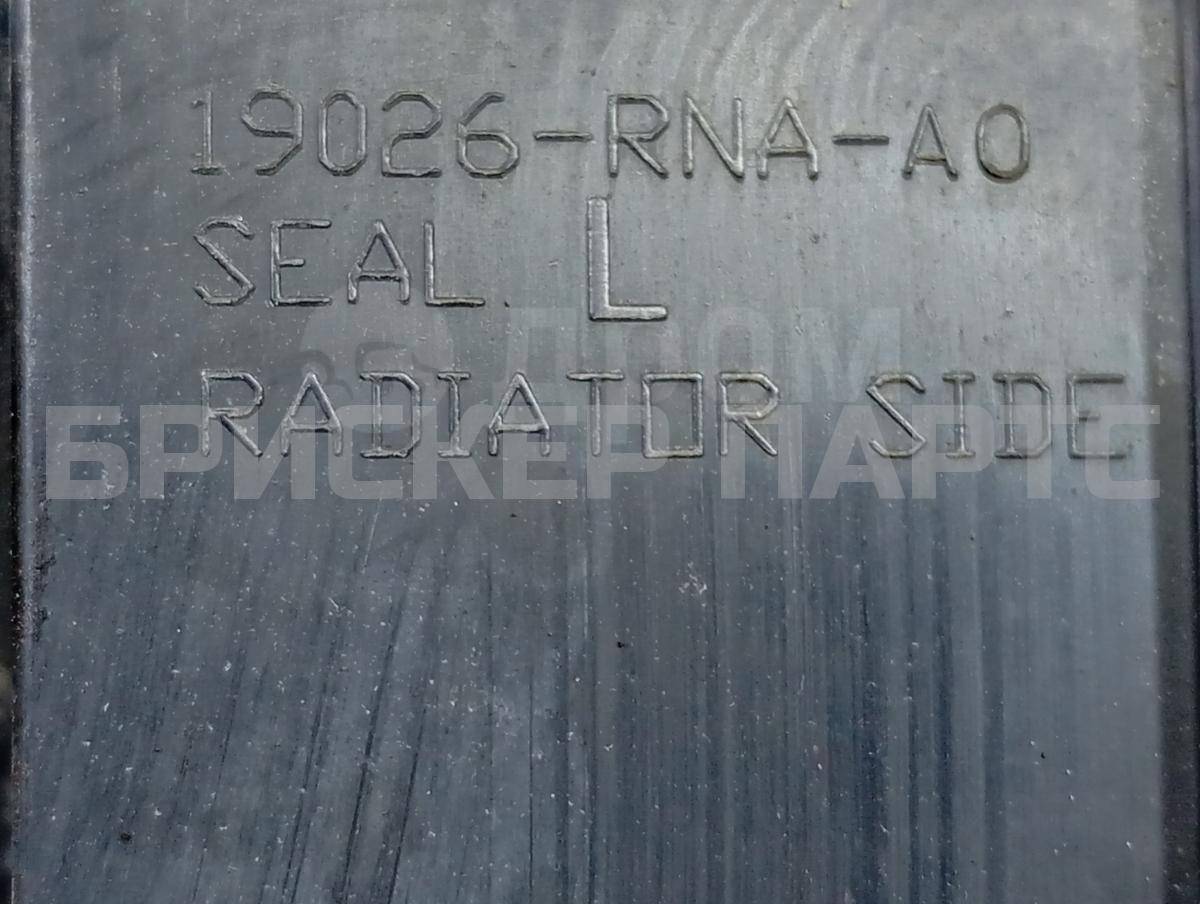 19026-RNA-A0
SEAL L
RADIATOR SIDE
БРИСКЕР ПАРТС